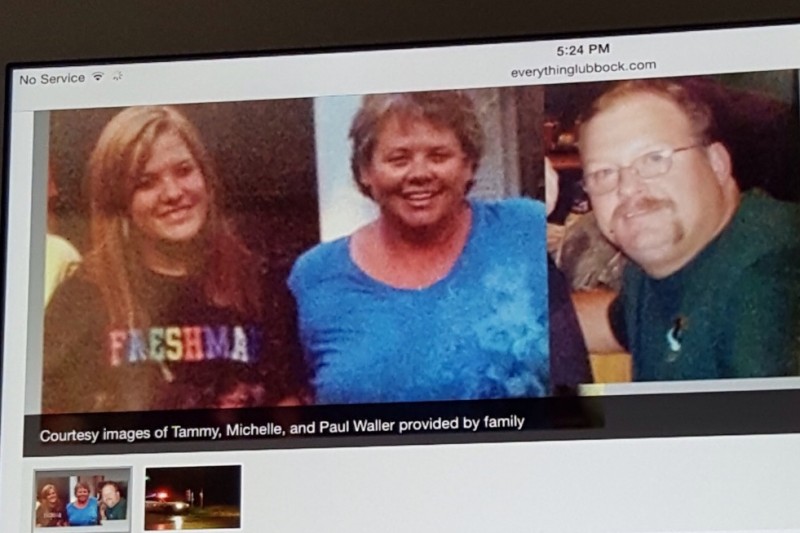 5:24 PM
No Service
everythinglubbock.com
FRESHMA
Courtesy images of Tammy, Michelle, and Paul Waller provided by family